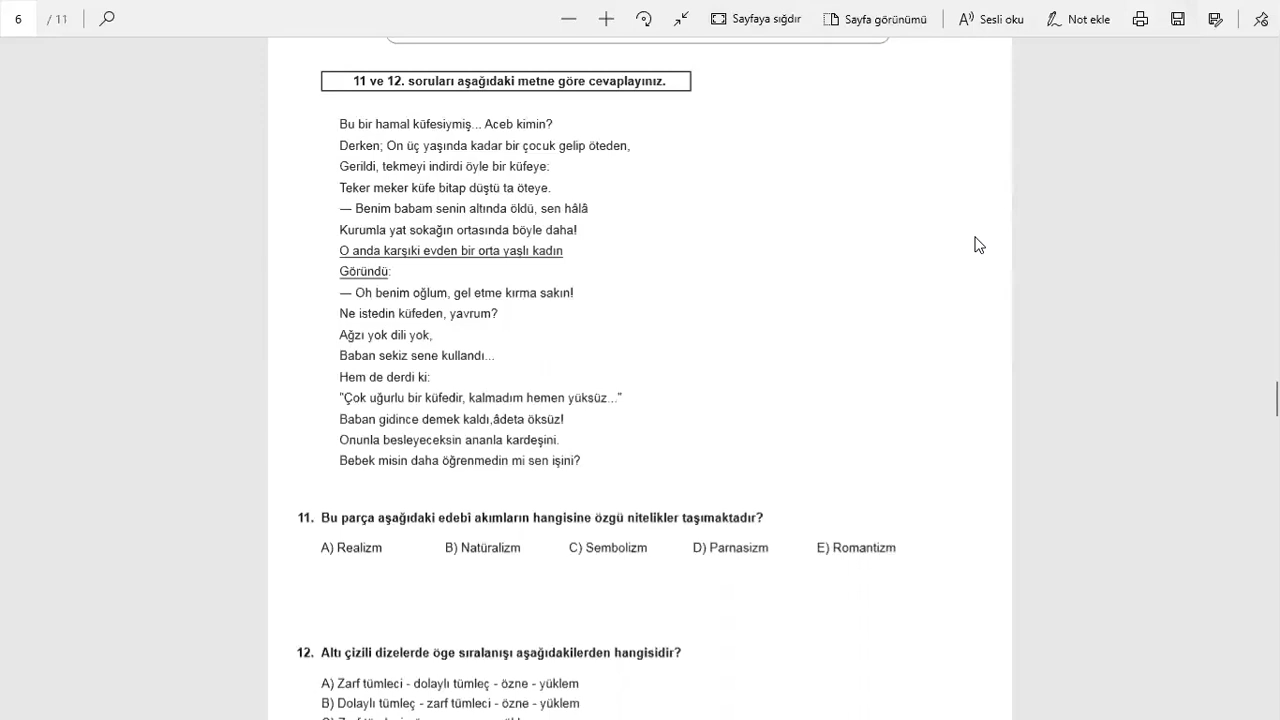 6 / 11 Sayfaya sığdır Sayfa görünümü Sesli oku Not ekle
11 ve 12. soruları aşağıdaki metne göre cevaplayınız.
Bu bir hamal küfesiymiş... Aceb kimin?
Derken; On üç yaşında kadar bir çocuk gelip öteden,
Gerildi, tekmeyi indirdi öyle bir küfeye:
Teker meker küfe bitap düştü ta öteye.
— Benim babam senin altında öldü, sen hâlâ
Kurumla yat sokağın ortasında böyle daha!
O anda karşıki evden bir orta yaşlı kadın
Göründü:
— Oh benim oğlum, gel etme kırma sakın!
Ne istedin küfeden, yavrum?
Ağzı yok dili yok,
Baban sekiz sene kullandı...
Hem de derdi ki:
"Çok uğurlu bir küfedir, kalmadım hemen yüksüz..."
Baban gidince demek kaldı,âdeta öksüz!
Onunla besleyeceksin ananla kardeşini.
Bebek misin daha öğrenmedin mi sen işini?
11. Bu parça aşağıdaki edebî akımların hangisine özgü nitelikler taşımaktadır?
A) Realizm B) Natüralizm C) Sembolizm D) Parnasizm E) Romantizm
12. Altı çizili dizelerde öge sıralanışı aşağıdakilerden hangisidir?
A) Zarf tümleci - dolaylı tümleç - özne - yüklem
B) Dolaylı tümleç - zarf tümleci - özne - yüklem